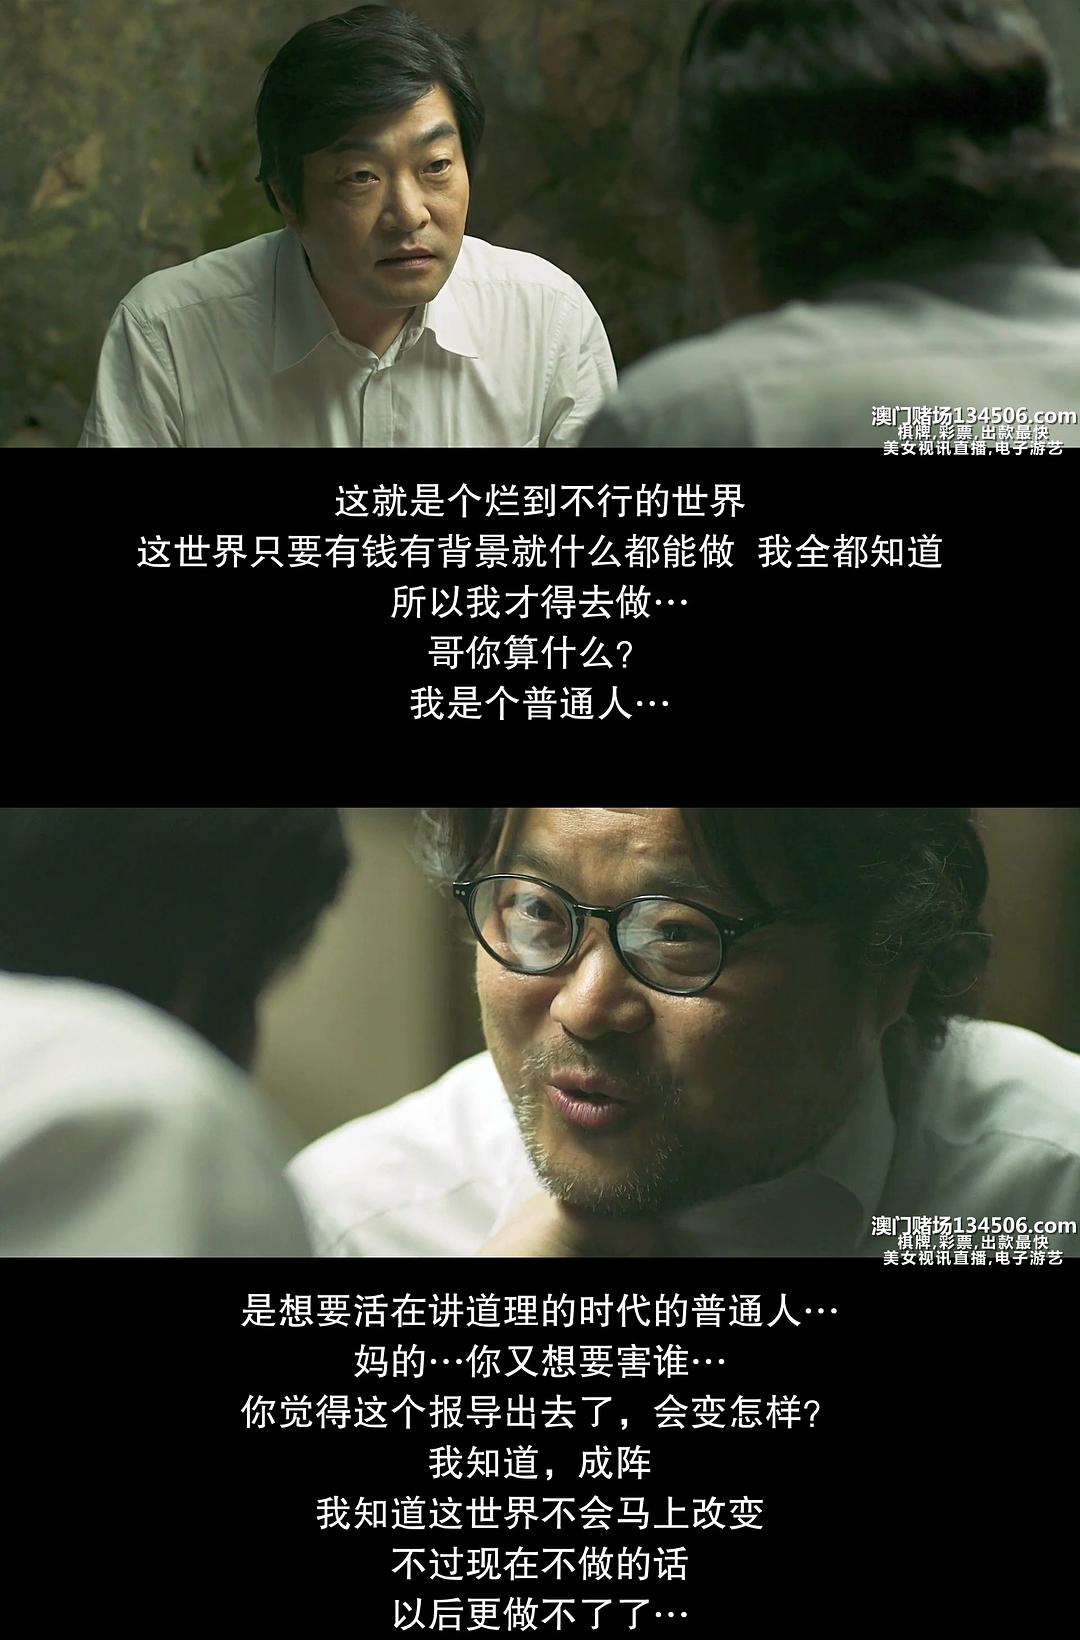 澳门赌场134506.com
棋牌,彩票,出款最快
美女视讯直播,电子游艺
这就是个烂到不行的世界
这世界只要有钱有背景就什么都能做 我全都知道
所以我才得去做…
哥你算什么?
我是个普通人…
澳门赌场134506.com
棋牌,彩票,出款最快
美女视讯直播,电子游艺
是想要活在讲道理的时代的普通人…
妈的…你又想要害谁…
你觉得这个报导出去了，会变怎样?
我知道，成阵
我知道这世界不会马上改变
不过现在不做的话
以后更做不了了…